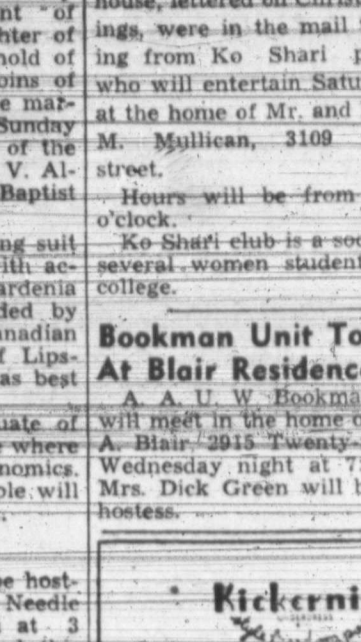 nt of
hter of
hold of
oins of
e mar-
Sunday
of the
V. Al-
Baptist
ng suit
ith ac-
ardenia
ded by
anadian
f Lips-
as best
uate of
e where
nomics.
ple will
e host-
Needle
at 3
house, lettered on Christ
ings, were in the mail
ing from Ko Shari p
who will entertain Satu
at the home of Mr. and
M. Mullican, 3109
street.
Hours will be from
o'clock.
Ko Shari club is a soc
several women student
college.
Bookman Unit To
At Blair Residence
A. A. U. W. Bookma
will meet in the home o
A. Blair 2915 Twenty-
Wednesday night at 7:
Mrs. Dick Green will b
hostess.
Kickerni